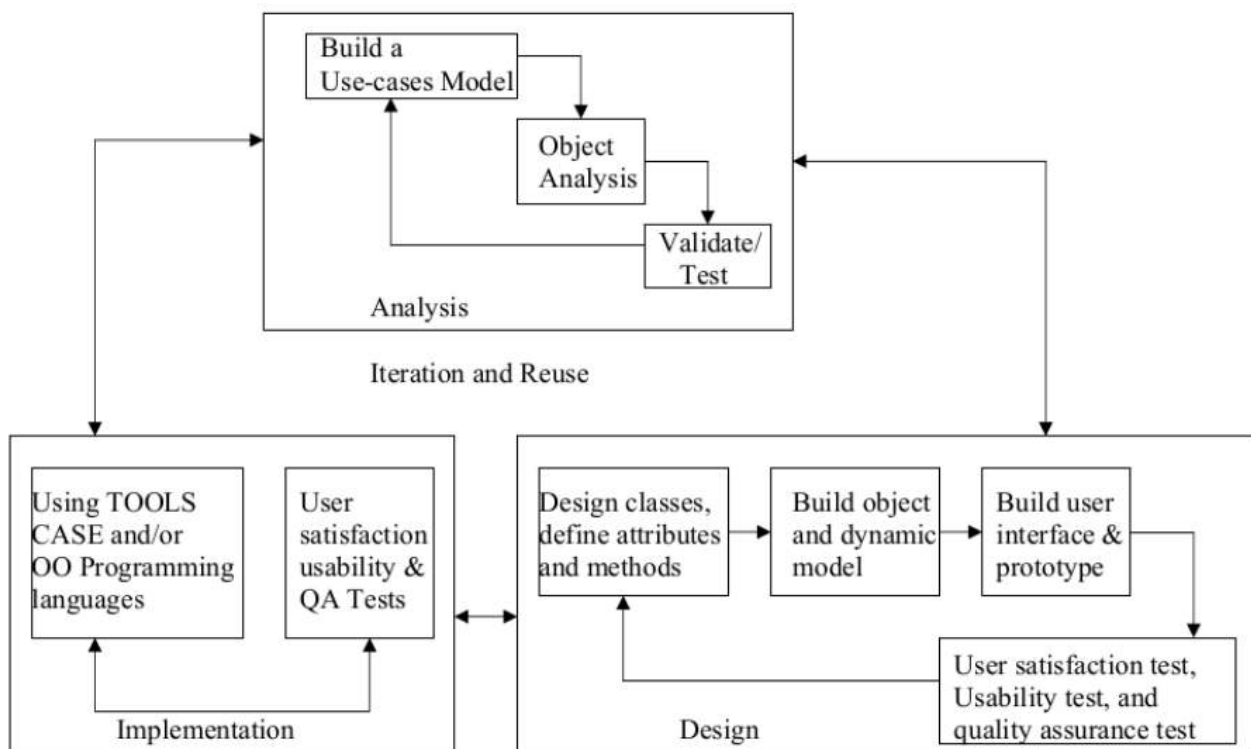 Build a
Use-cases Model
Object
Analysis
Validate/
Test
Analysis
Iteration and Reuse
Using TOOLS
CASE and/or
OO Programming
languages
User
satisfaction
usability &
QA Tests
Implementation
Design classes,
define attributes
and methods
Build object
and dynamic
model
Build user
interface &
prototype
User satisfaction test,
Usability test, and
quality assurance test
Design